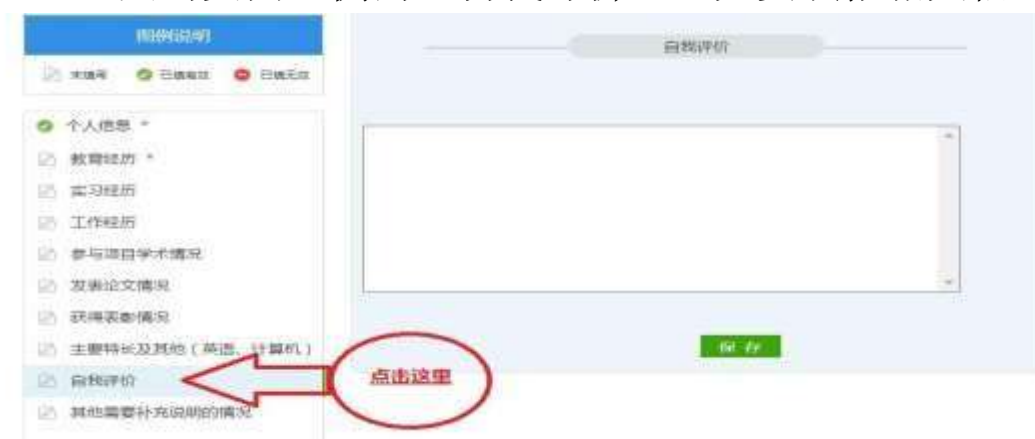 图例说明
未填写 已填有效 已填无效
个人信息 *
教育经历 *
实习经历
工作经历
参与项目学术情况
发表论文情况
获得表彰情况
主要特长及其他（英语、计算机）
自我评价
其他需要补充说明的情况
自我评价
保 存
点击这里